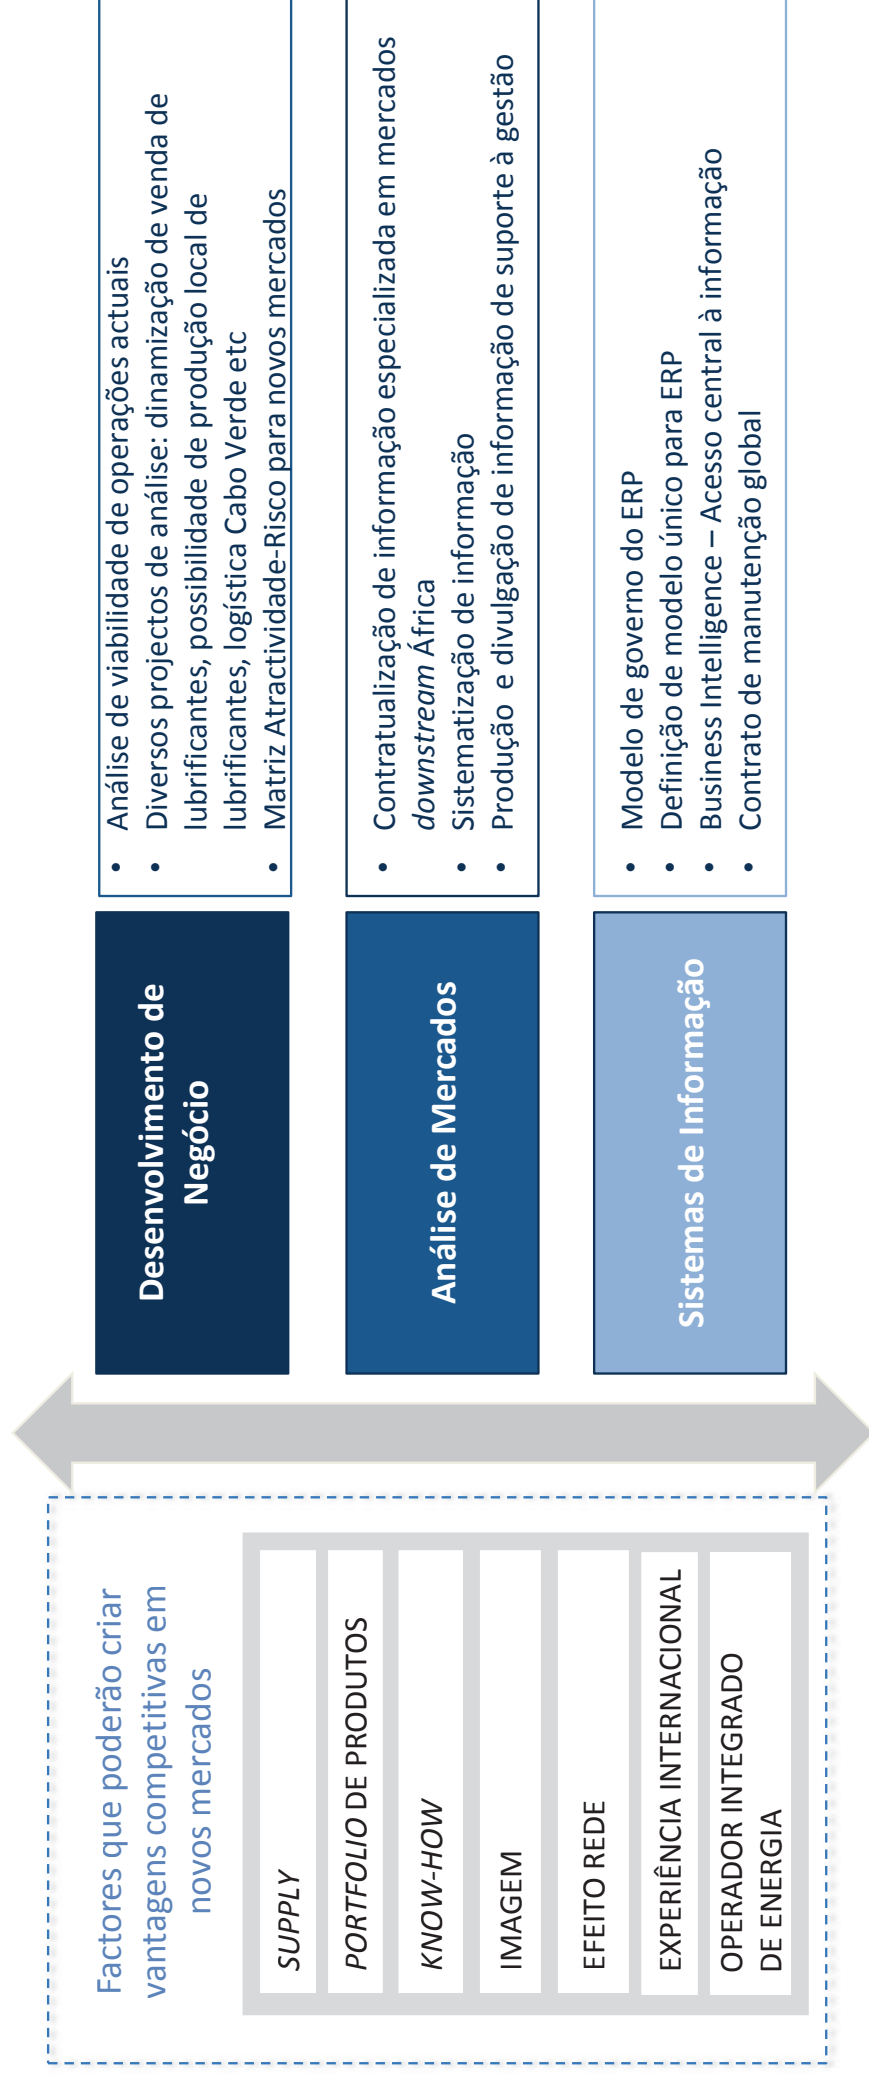 Factores que poderão criar
vantagens competitivas em
novos mercados
SUPPLY
PORTFOLIO DE PRODUTOS
KNOW-HOW
IMAGEM
EFEITO REDE
EXPERIÊNCIA INTERNACIONAL
OPERADOR INTEGRADO
DE ENERGIA
Desenvolvimento de
Negócio
• Análise de viabilidade de operações actuais
• Diversos projectos de análise: dinamização de venda de
lubrificantes, possibilidade de produção local de
lubrificantes, logística Cabo Verde etc
• Matriz Atractividade-Risco para novos mercados
Análise de Mercados
• Contratualização de informação especializada em mercados
downstream África
• Sistematização de informação
• Produção e divulgação de informação de suporte à gestão
Sistemas de Informação
• Modelo de governo do ERP
• Definição de modelo único para ERP
• Business Intelligence – Acesso central à informação
• Contrato de manutenção global